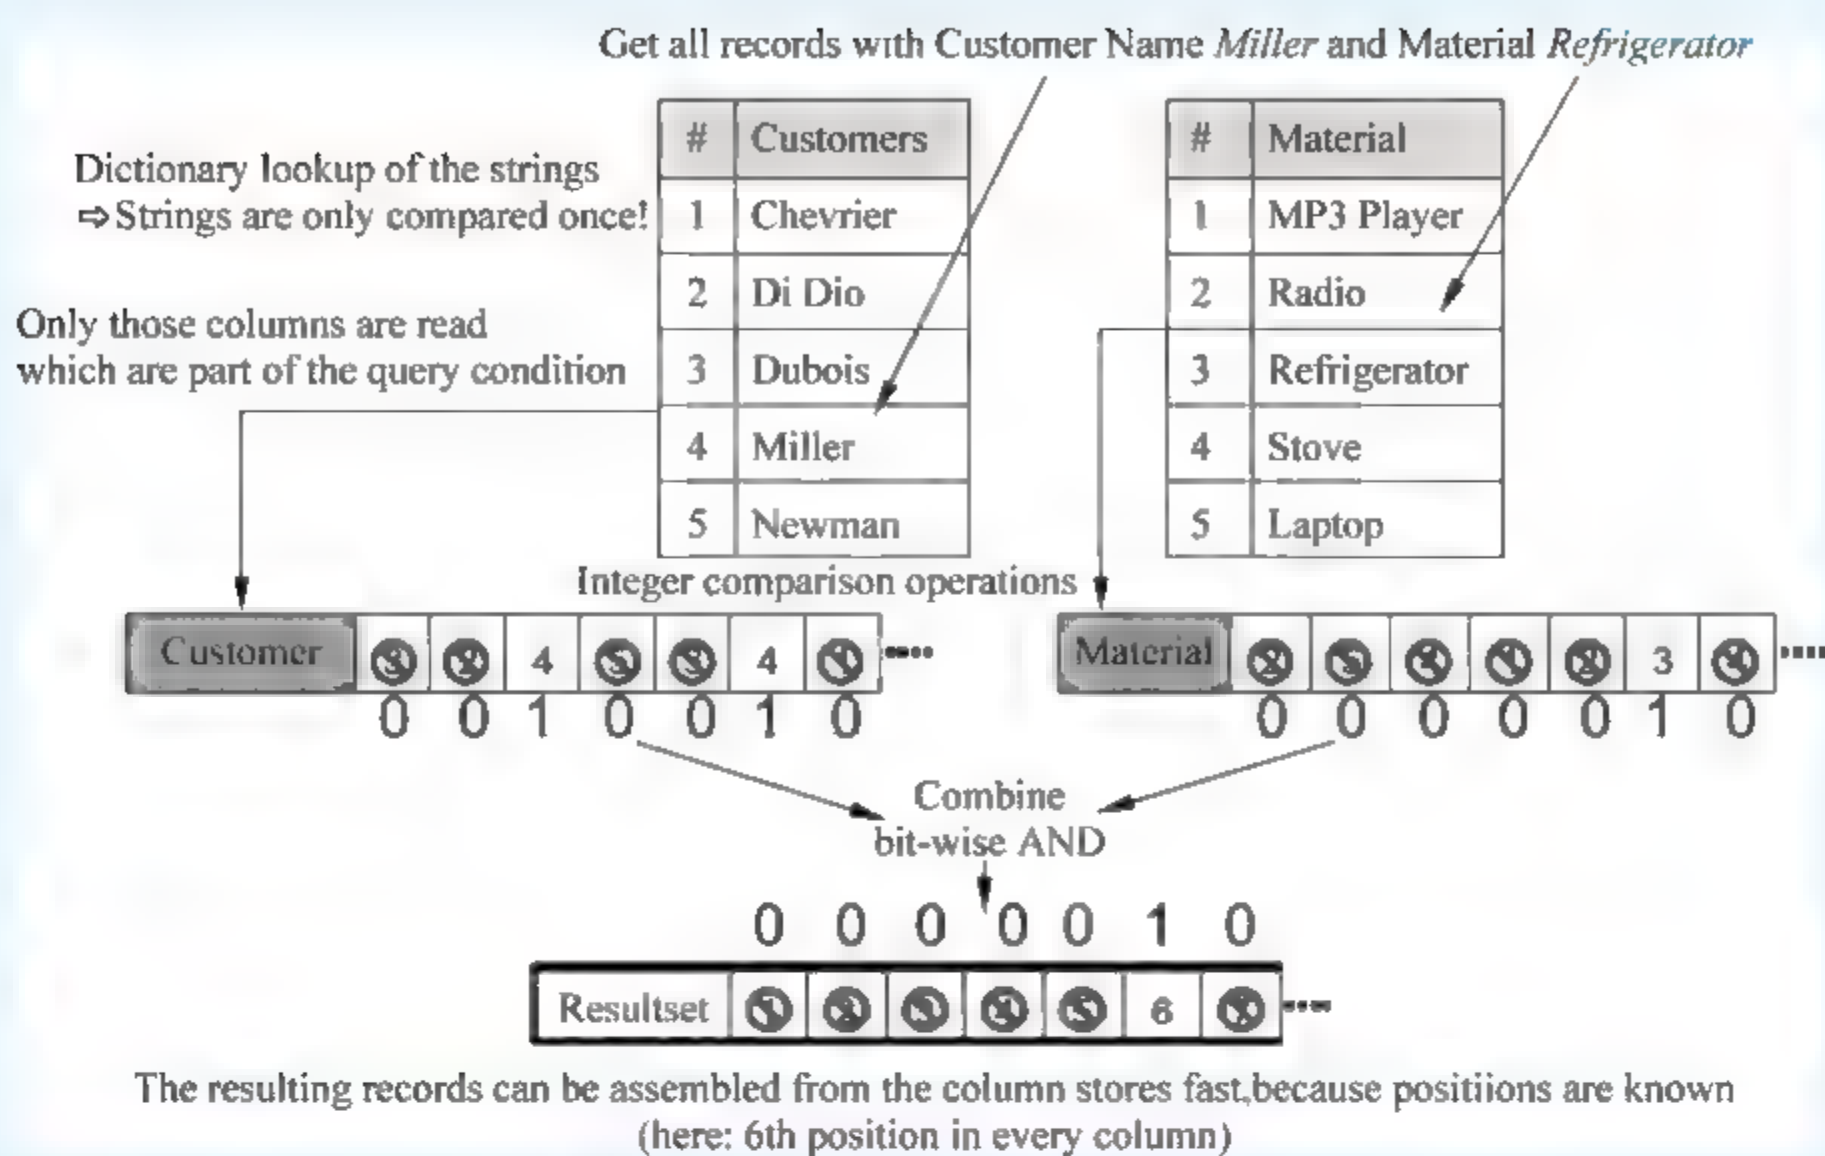 Get all records with Customer Name Miller and Material Refrigerator
Dictionary lookup of the strings
⇨Strings are only compared once!
Only those columns are read
which are part of the query condition
# Customers
1 Chevrier
2 Di Dio
3 Dubois
4 Miller
5 Newman
# Material
1 MP3 Player
2 Radio
3 Refrigerator
4 Stove
5 Laptop
Integer comparison operations
Customer 4 4 ....
0 0 1 0 0 1 0
Material 3 ....
0 0 0 0 0 1 0
Combine
bit-wise AND
0 0 0 0 0 1 0
Resultset 6 ....
The resulting records can be assembled from the column stores fast,because positiions are known
(here: 6th position in every column)